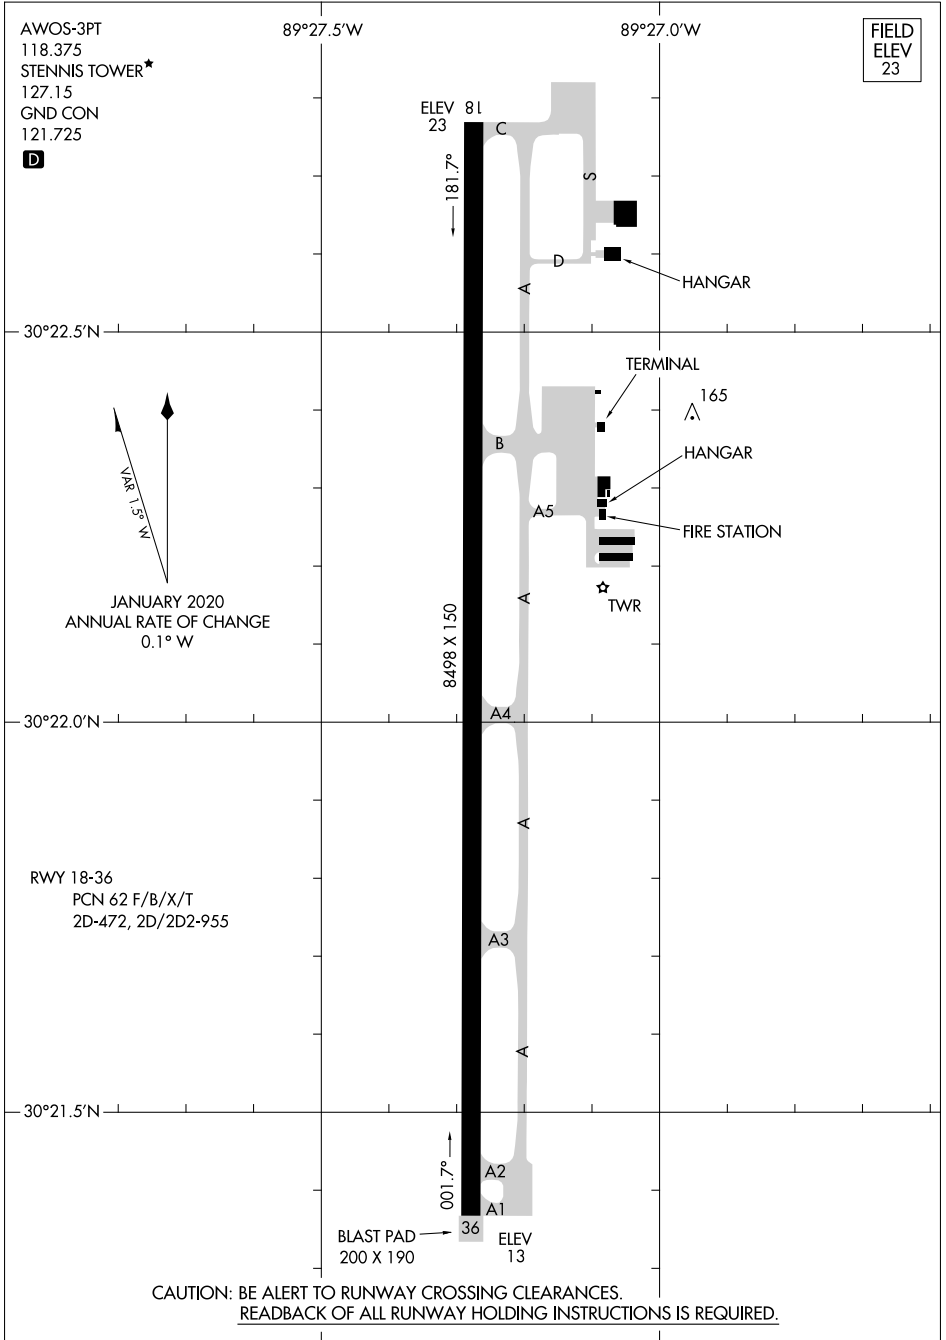 AWOS-3PT
118.375
STENNIS TOWER★
127.15
GND CON
121.725
D
89°27.5'W
89°27.0'W
FIELD
ELEV
23
ELEV
23
18
C
181.7°
S
D
HANGAR
A
30°22.5'N
TERMINAL
165
B
HANGAR
A5
FIRE STATION
VAR 1.5° W
JANUARY 2020
ANNUAL RATE OF CHANGE
0.1° W
A
TWR
8498 X 150
A4
30°22.0'N
A
RWY 18-36
PCN 62 F/B/X/T
2D-472, 2D/2D2-955
A3
A
30°21.5'N
001.7°
A2
A1
36
BLAST PAD
200 X 190
ELEV
13
CAUTION: BE ALERT TO RUNWAY CROSSING CLEARANCES.
READBACK OF ALL RUNWAY HOLDING INSTRUCTIONS IS REQUIRED.